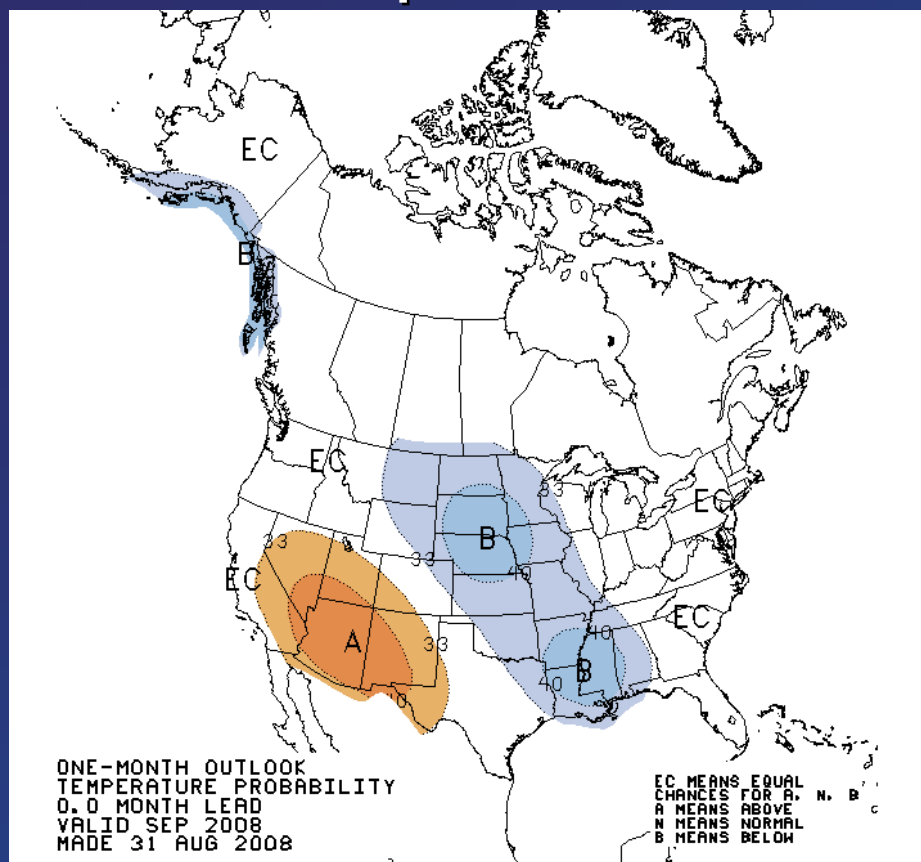 A
EC
B
EC
33
EC
B
33
33
40
EC
40
EC
A
33
B
40
ONE-MONTH OUTLOOK
TEMPERATURE PROBABILITY
0.0 MONTH LEAD
VALID SEP 2008
MADE 31 AUG 2008
EC MEANS EQUAL
CHANCES FOR A, N, B
A MEANS ABOVE
N MEANS NORMAL
B MEANS BELOW